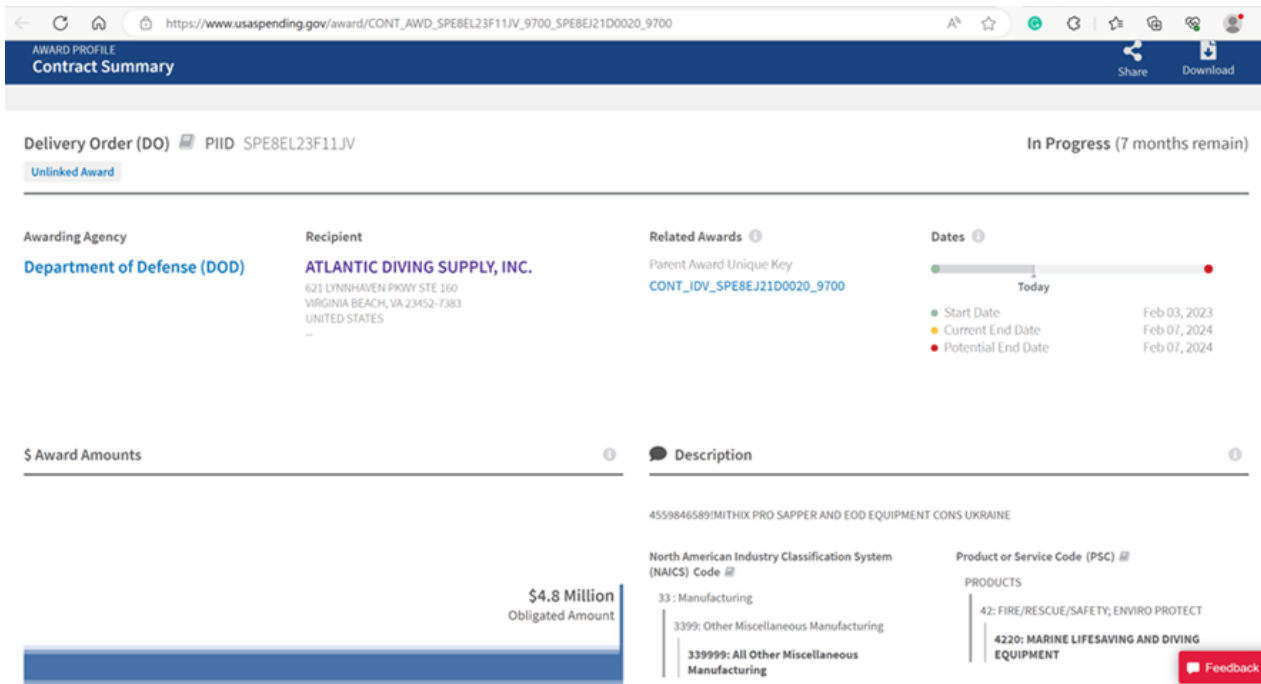 https://www.usaspending.gov/award/CONT_AWD_SPE8EL23F11JV_9700_SPE8EJ21D0020_9700
AWARD PROFILE
Contract Summary
Share
Download
Delivery Order (DO) PIID SPE8EL23F11JV
In Progress (7 months remain)
Unlinked Award
Awarding Agency
Department of Defense (DOD)
Recipient
ATLANTIC DIVING SUPPLY, INC.
621 LYNNHAVEN PKWY STE 160
VIRGINIA BEACH, VA 23452-7383
UNITED STATES
--
Related Awards
Parent Award Unique Key
CONT_IDV_SPE8EJ21D0020_9700
Dates
Today
Start Date Feb 03, 2023
Current End Date Feb 07, 2024
Potential End Date Feb 07, 2024
$ Award Amounts
$4.8 Million
Obligated Amount
Description
4559846589!MITHIX PRO SAPPER AND EOD EQUIPMENT CONS UKRAINE
North American Industry Classification System
(NAICS) Code
33 : Manufacturing
3399: Other Miscellaneous Manufacturing
339999: All Other Miscellaneous
Manufacturing
Product or Service Code (PSC)
PRODUCTS
42: FIRE/RESCUE/SAFETY; ENVIRO PROTECT
4220: MARINE LIFESAVING AND DIVING
EQUIPMENT
Feedback